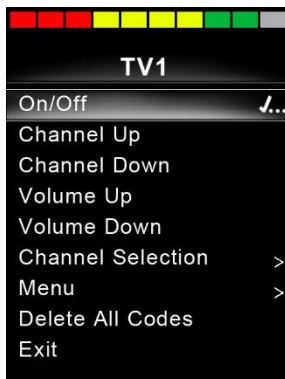 TV1
On/Off ✓...
Channel Up
Channel Down
Volume Up
Volume Down
Channel Selection >
Menu >
Delete All Codes
Exit